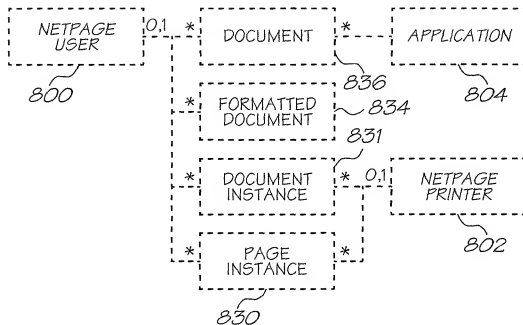 NETPAGE
USER
0,1
*
DOCUMENT
*
APPLICATION
800
836
804
*
FORMATTED
DOCUMENT
834
831
*
DOCUMENT
INSTANCE
*
0,1
NETPAGE
PRINTER
802
*
PAGE
INSTANCE
*
830